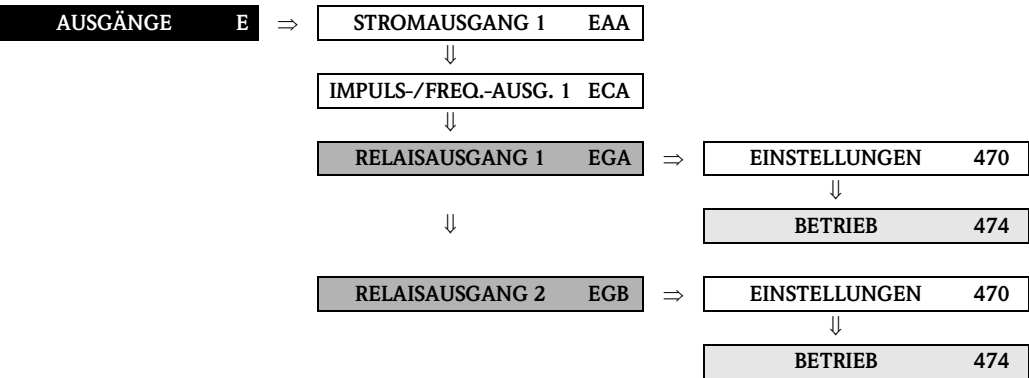 AUSGÄNGE E ⇒ STROMAUSGANG 1 EAA
⇓
IMPULS-/FREQ.-AUSG. 1 ECA
⇓
RELAISAUSGANG 1 EGA ⇒ EINSTELLUNGEN 470
⇓
⇓ BETRIEB 474
RELAISAUSGANG 2 EGB ⇒ EINSTELLUNGEN 470
⇓
BETRIEB 474